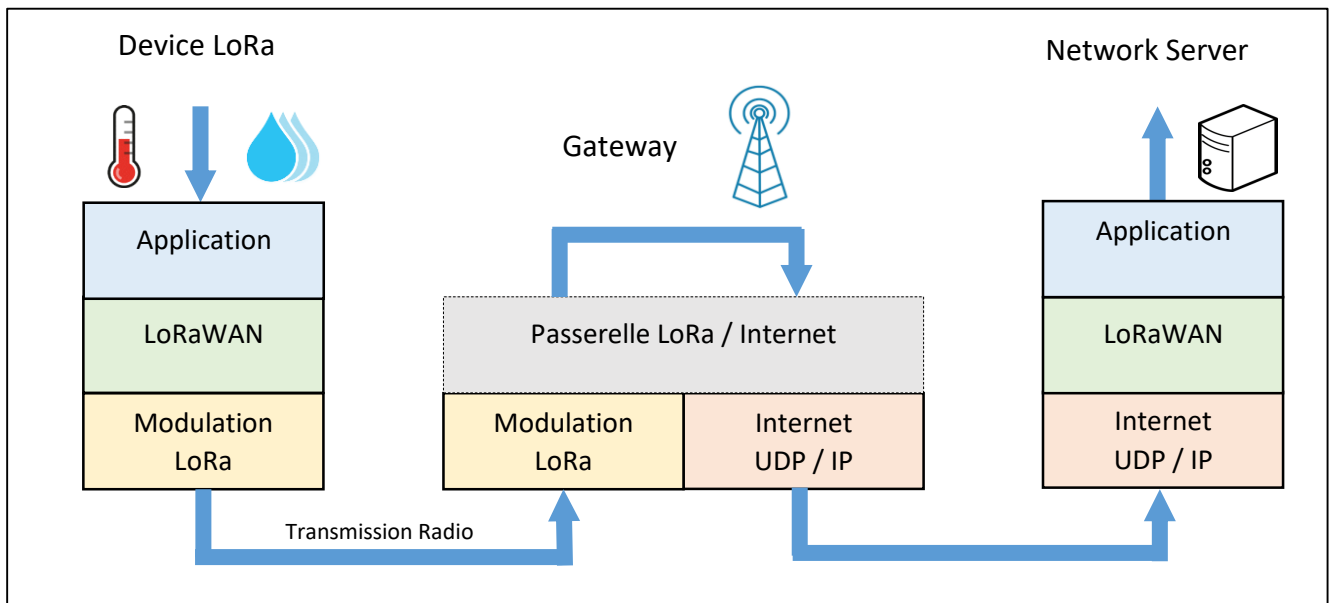 Device LoRa
Network Server
Gateway
Application
LoRaWAN
Modulation
LoRa
Passerelle LoRa / Internet
Modulation
LoRa
Internet
UDP / IP
Application
LoRaWAN
Internet
UDP / IP
Transmission Radio